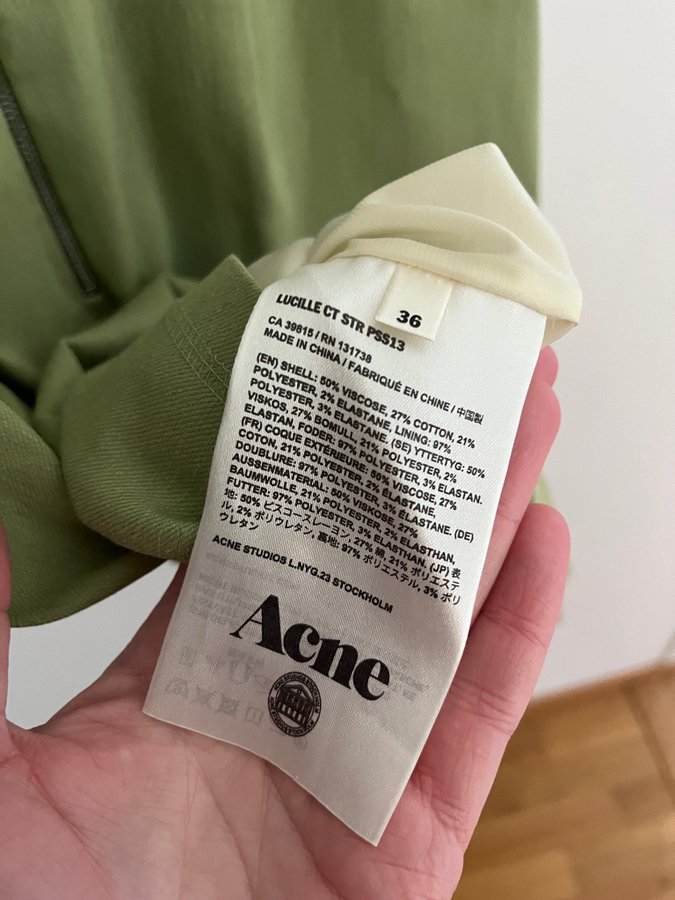 36
LUCILLE CT STR PSS13
CA 39815 / RN 131738
MADE IN CHINA / FABRIQUÉ EN CHINE / 中国製
(EN) SHELL: 50% VISCOSE, 27% COTTON, 21%
POLYESTER, 2% ELASTANE, LINING: 97%
POLYESTER, 3% ELASTANE. (SE) YTTERTYG: 50%
VISKOS, 27% BOMULL, 21% POLYESTER, 2%
ELASTAN, FODER: 97% POLYESTER, 3% ELASTAN.
(FR) COQUE EXTÉRIEURE: 50% VISCOSE, 27%
COTON, 21% POLYESTER, 2% ÉLASTANE,
DOUBLURE: 97% POLYESTER, 3% ÉLASTANE. (DE)
AUSSENMATERIAL: 50% VISKOSE, 27%
BAUMWOLLE, 21% POLYESTER, 2% ELASTHAN,
FUTTER: 97% POLYESTER, 3% ELASTHAN. (JP) 表
地: 50% ビスコースレーヨン, 27% 綿, 21% ポリエステ
ル, 2% ポリウレタン, 裏地: 97% ポリエステル, 3% ポリ
ウレタン
ACNE STUDIOS L.NYG.23 STOCKHOLM
Acne